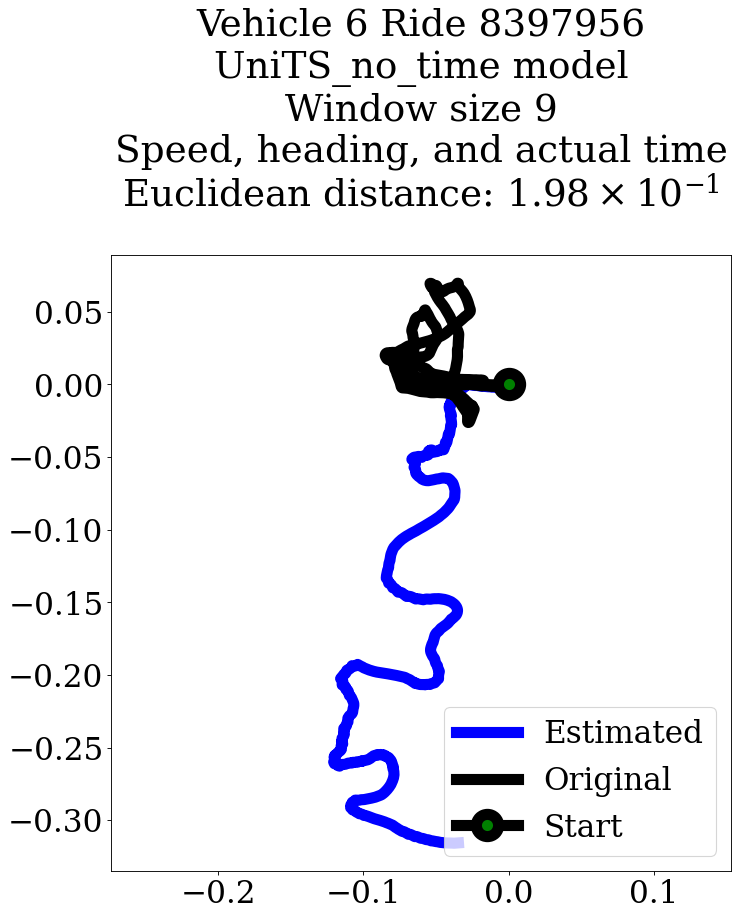 Vehicle 6 Ride 8397956
UniTS_no_time model
Window size 9
Speed, heading, and actual time
Euclidean distance: 1.98 × 10⁻¹
0.05
0.00
−0.05
−0.10
−0.15
−0.20
−0.25
−0.30
Estimated
Original
Start
−0.2
−0.1
0.0
0.1